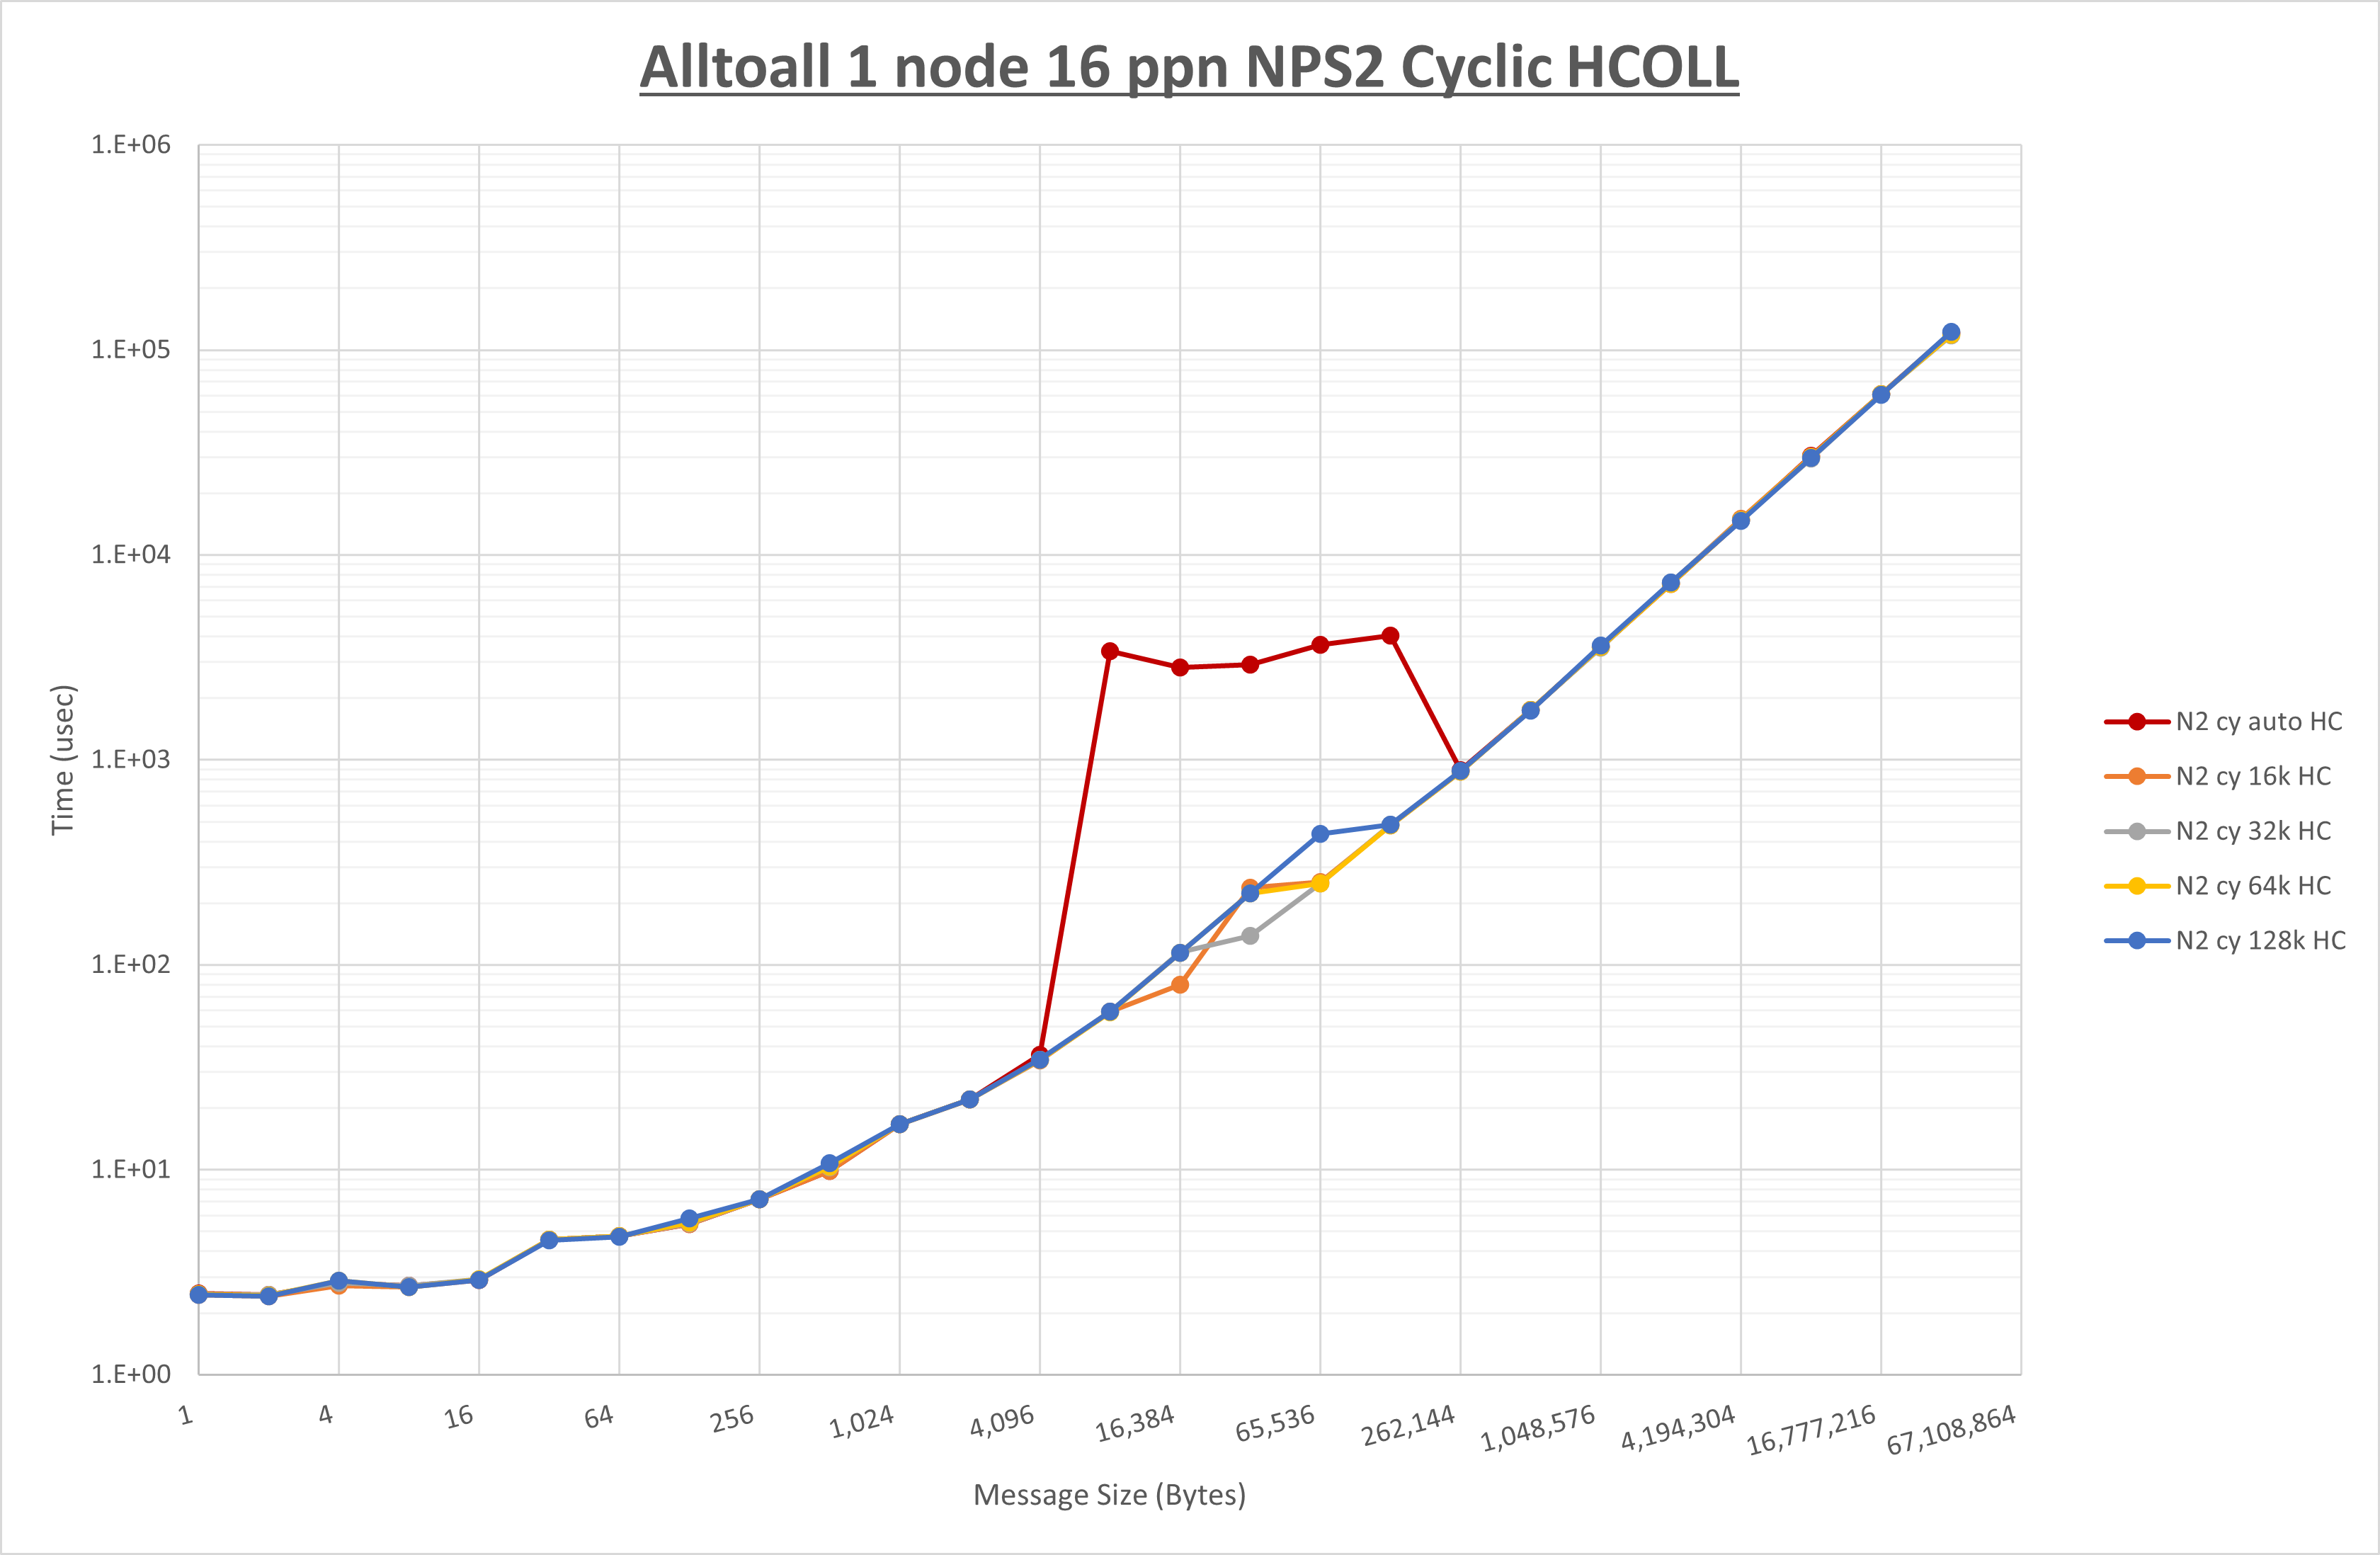 Alltoall 1 node 16 ppn NPS2 Cyclic HCOLL
1.E+06
1.E+05
1.E+04
1.E+03
1.E+02
1.E+01
1.E+00
Time (usec)
1
4
16
64
256
1,024
4,096
16,384
65,536
262,144
1,048,576
4,194,304
16,777,216
67,108,864
Message Size (Bytes)
N2 cy auto HC
N2 cy 16k HC
N2 cy 32k HC
N2 cy 64k HC
N2 cy 128k HC